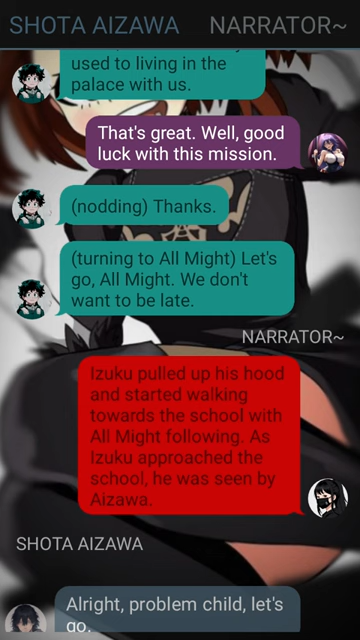 SHOTA AIZAWA NARRATOR~
used to living in the
palace with us.
That's great. Well, good
luck with this mission.
(nodding) Thanks.
(turning to All Might) Let's
go, All Might. We don't
want to be late.
NARRATOR~
Izuku pulled up his hood
and started walking
towards the school with
All Might following. As
Izuku approached the
school, he was seen by
Aizawa.
SHOTA AIZAWA
Alright, problem child, let's
go.